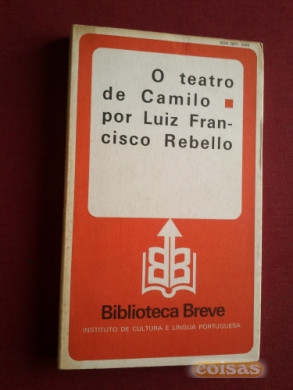 O teatro
de Camilo ■
por Luiz Fran-
cisco Rebello
Biblioteca Breve
INSTITUTO DE CULTURA E LÍNGUA PORTUGUESA
coisas